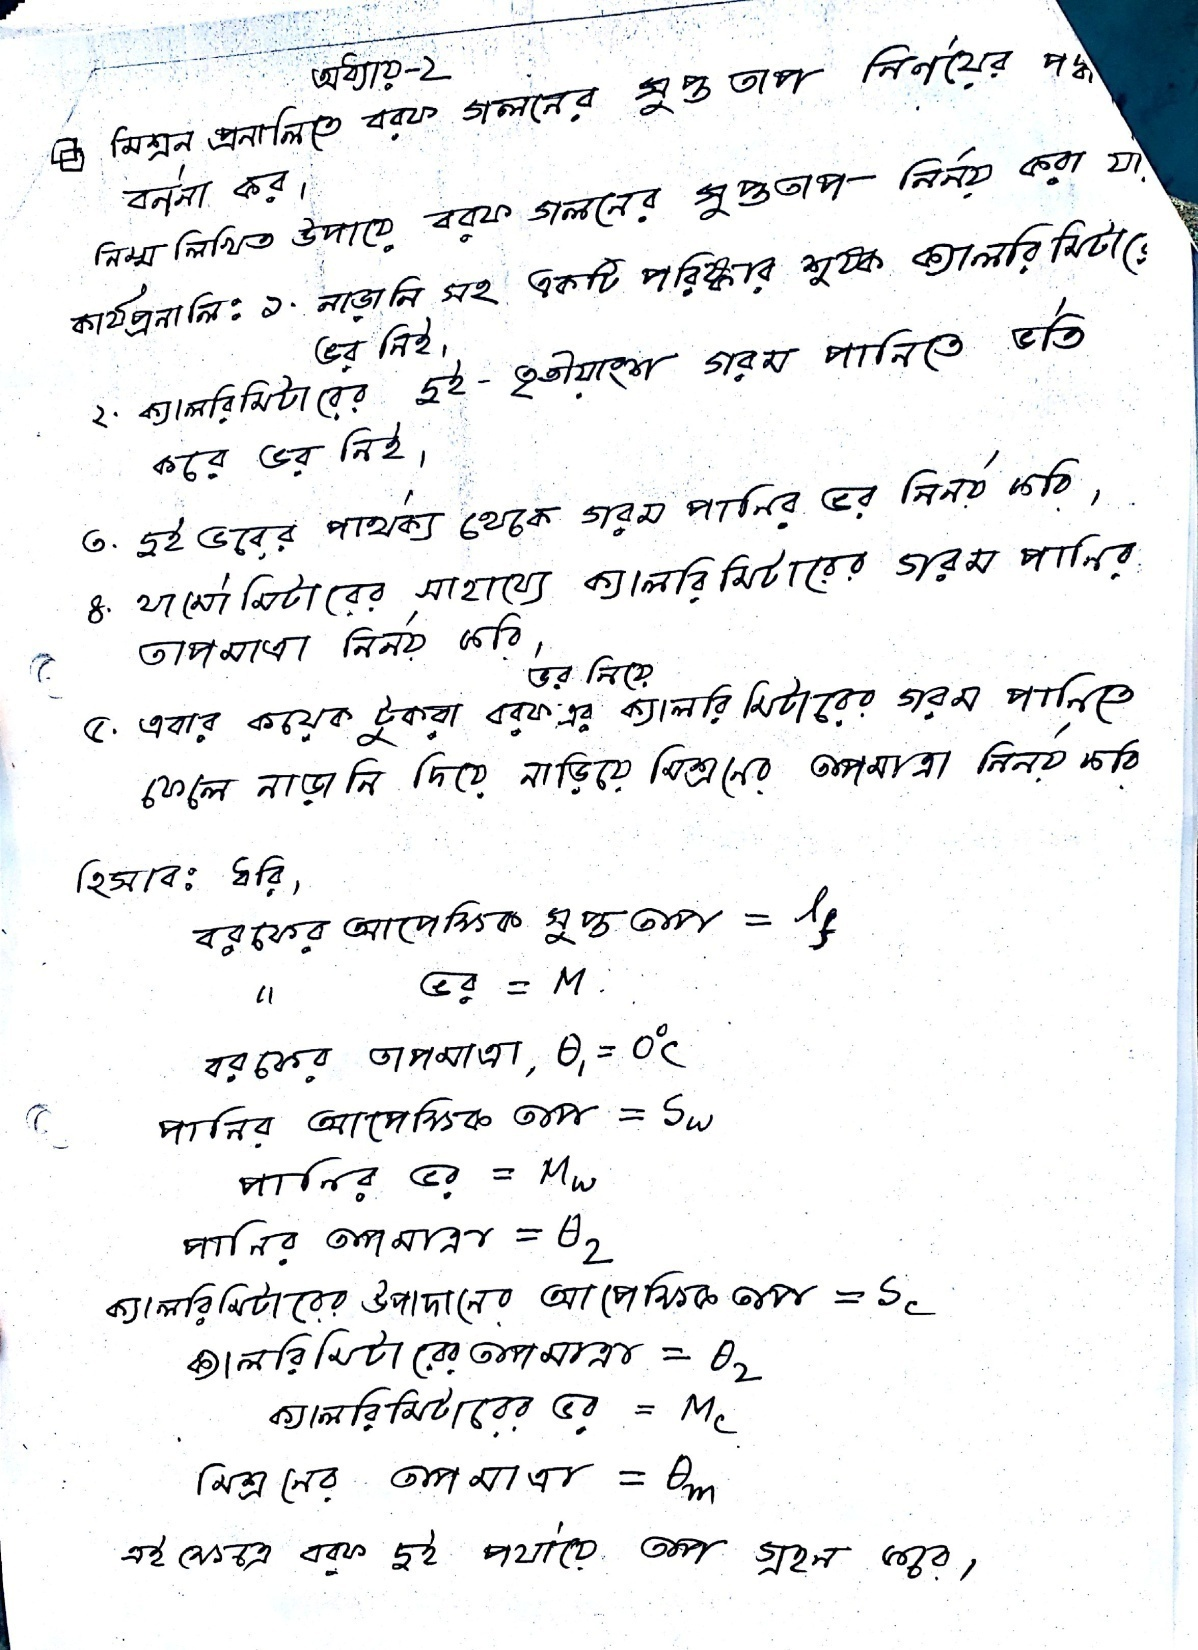 অধ্যায়-২
মিশ্রন প্রনালিতে বরফ গলনের সুপ্ত তাপ নির্ণয়ের
বর্ননা কর।
নিম্ম লিখিত উপায়ে বরফ গলনের সুপ্ততাপ- নির্নয় করা
কার্যপ্রনালি: ১. নাড়ানি সহ একটি পরিষ্কার শুষ্ক ক্যালরিমিটারে
ভর নিই।
২. ক্যালরিমিটারের দুই-তৃতীয়াংশ গরম পানিতে ভর্তি
করে ভর নিই।
৩. দুই ভরের পার্থক্য থেকে গরম পানির ভর নির্নয় করি।
৪. থার্মোমিটারের সাহায্যে ক্যালরিমিটারের গরম পানির
তাপমাত্রা নির্নয় করি।
ভর নিয়ে
৫. এবার কয়েক টুকরা বরফ এর ক্যালরিমিটারের গরম পানিতে
ফেলে নাড়ানি দিয়ে নাড়িয়ে মিশ্রনের তাপমাত্রা নির্নয় করি
হিসাব: ধরি,
বরফের আপেক্ষিক সুপ্ত তাপ = lf
" ভর = M
বরফের তাপমাত্রা, θ₁ = 0°C
পানির আপেক্ষিক তাপ = Sw
পানির ভর = Mw
পানির তাপমাত্রা = θ₂
ক্যালরিমিটারের উপাদানের আপেক্ষিক তাপ = Sc
ক্যালরিমিটারের তাপমাত্রা = θ₂
ক্যালরিমিটারের ভর = Mc
মিশ্রনের তাপমাত্রা = θm
এই ক্ষেত্রে বরফ দুই পর্যায়ে তাপ গ্রহন করে।